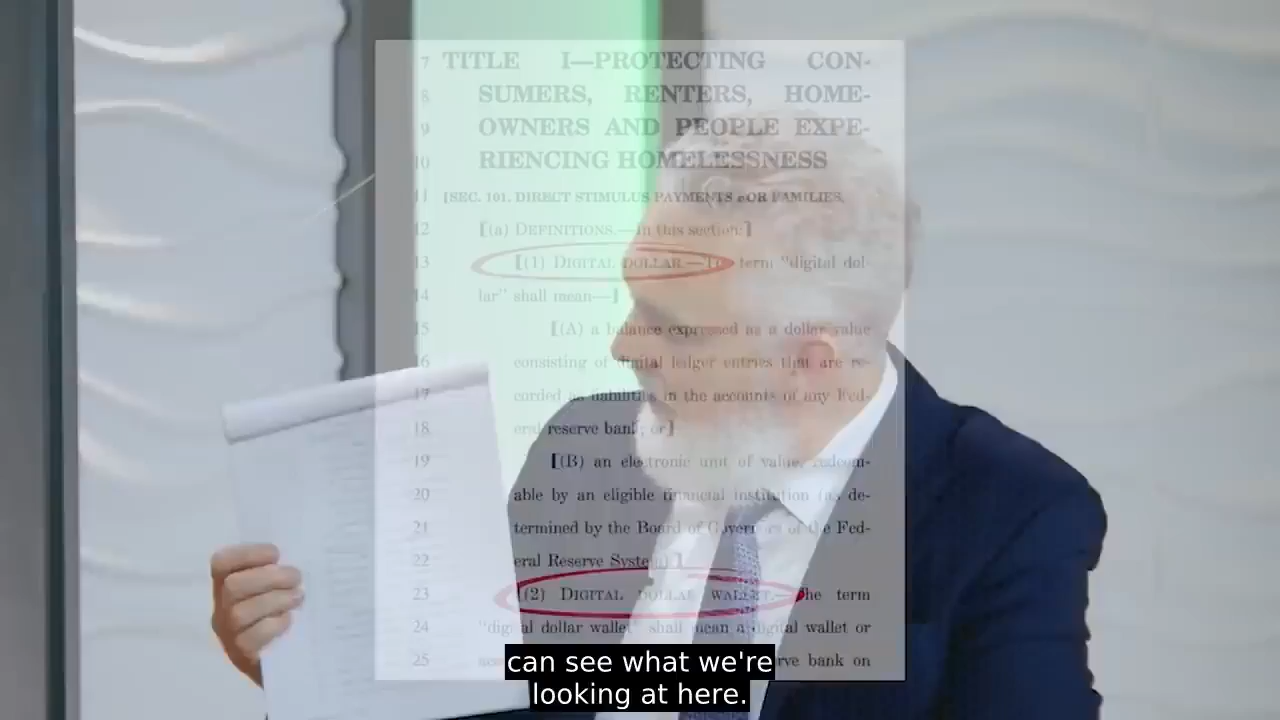 7 TITLE I—PROTECTING CON-
8 SUMERS, RENTERS, HOME-
9 OWNERS AND PEOPLE EXPE-
10 RIENCING HOMELESSNESS
11 [SEC. 101. DIRECT STIMULUS PAYMENTS FOR FAMILIES.
12 [(a) DEFINITIONS.—In this section:]
13 [(1) DIGITAL DOLLAR.—The term "digital dol-
14 lar" shall mean—]
15 [(A) a balance expressed as a dollar value
16 consisting of digital ledger entries that are re-
17 corded as liabilities in the accounts of any Fed-
18 eral reserve bank; or]
19 [(B) an electronic unit of value, redeem-
20 able by an eligible financial institution (as de-
21 termined by the Board of Governors of the Fed-
22 eral Reserve System).]
23 [(2) DIGITAL DOLLAR WALLET.—The term
24 "digital dollar wallet" shall mean a digital wallet or
25 reserve bank on
can see what we're
looking at here.